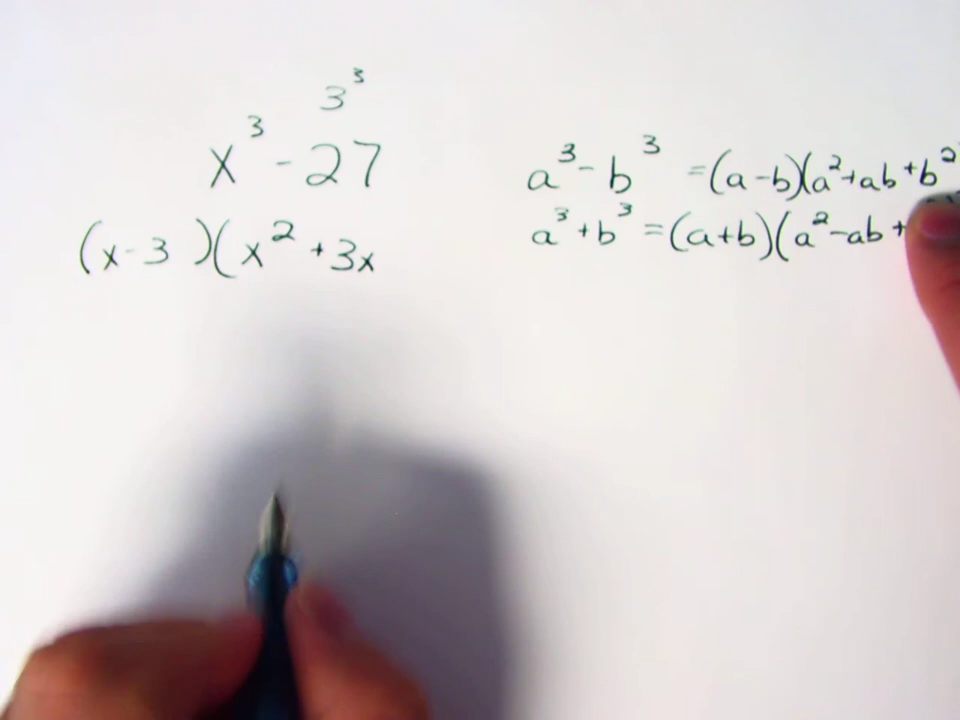 3³
x³ - 27
(x - 3 )(x² + 3x
a³ - b³ = (a - b)(a² + ab + b²
a³ + b³ = (a + b)(a² - ab +